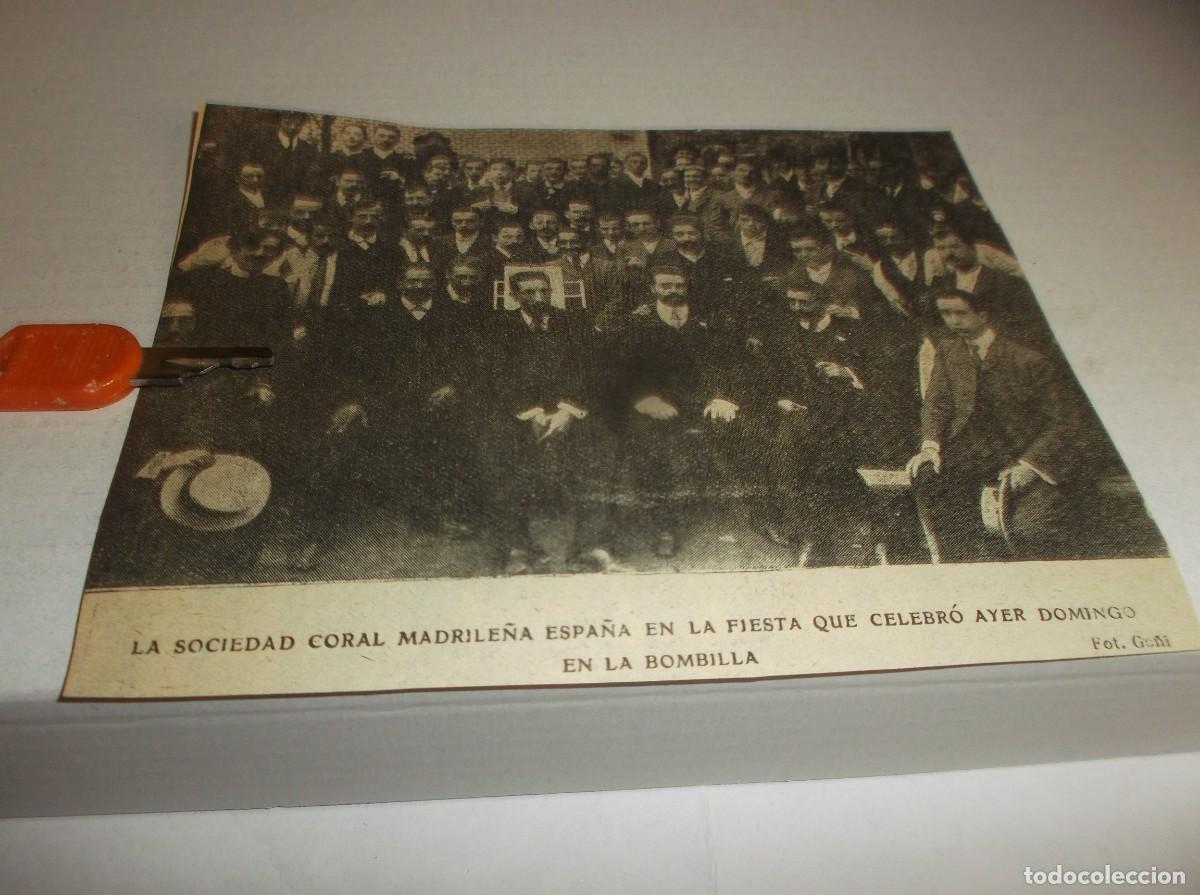 LA SOCIEDAD CORAL MADRILEÑA ESPAÑA EN LA FIESTA QUE CELEBRÓ AYER DOMINGO
EN LA BOMBILLA
Fot. Goñi
todocoleccion